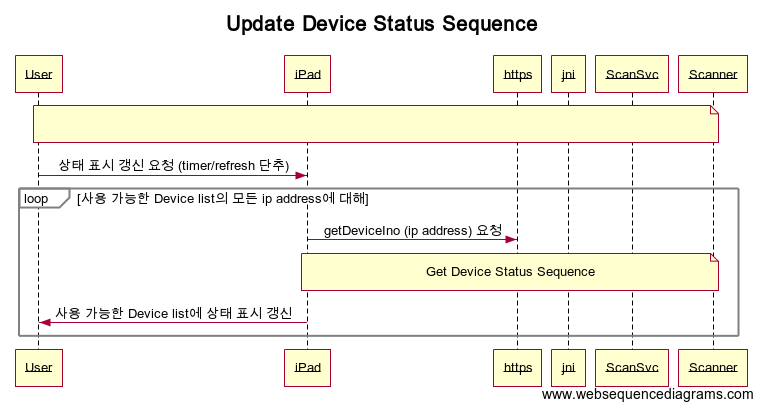 Update Device Status Sequence
User iPad https jni ScanSvc Scanner
상태 표시 갱신 요청 (timer/refresh 단추)
loop [사용 가능한 Device list의 모든 ip address에 대해]
getDeviceIno (ip address) 요청
Get Device Status Sequence
사용 가능한 Device list에 상태 표시 갱신
User iPad https jni ScanSvc Scanner
www.websequencediagrams.com